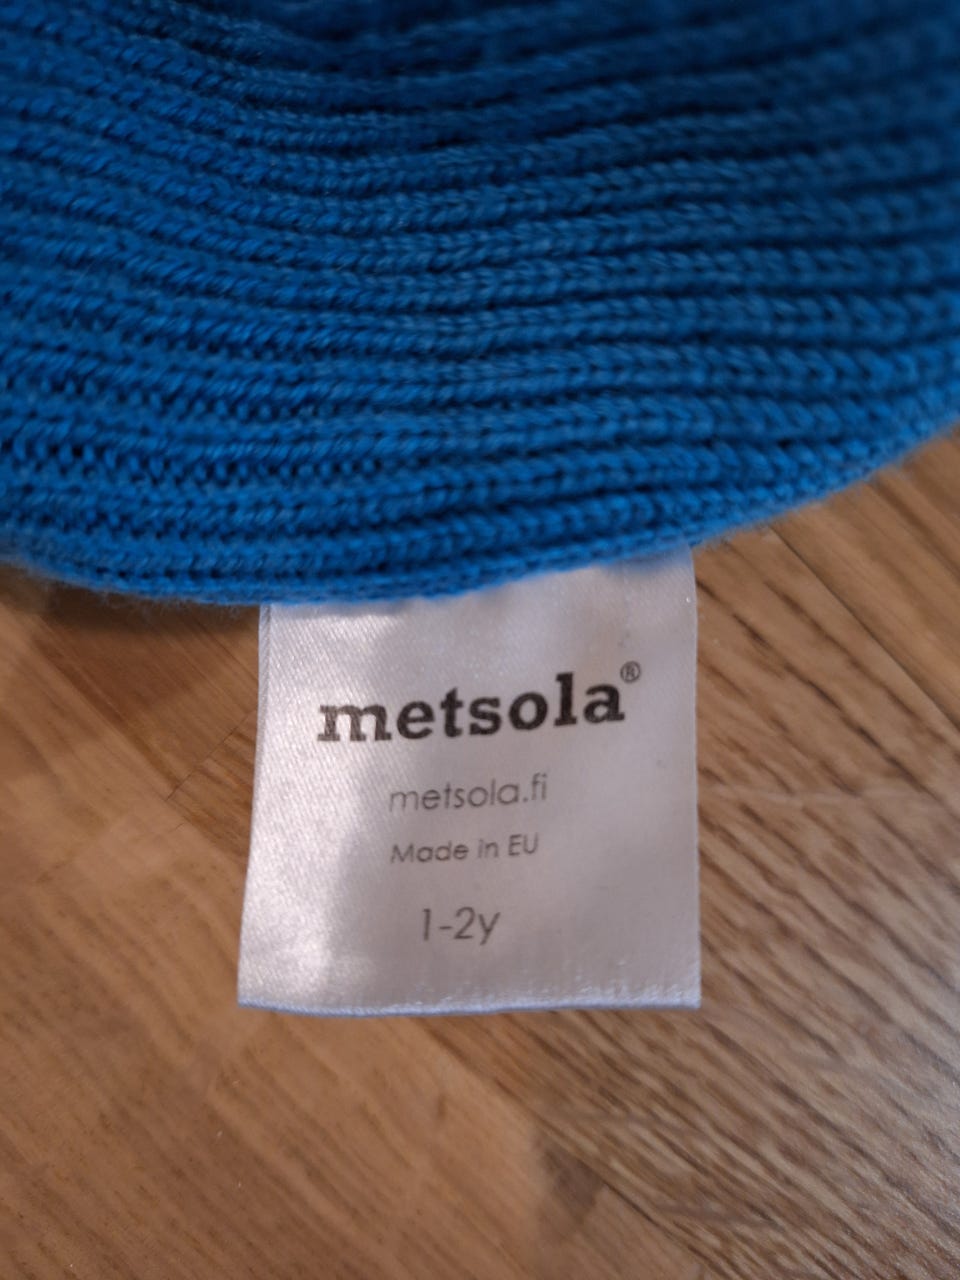 metsola®
metsola.fi
Made in EU
1-2y